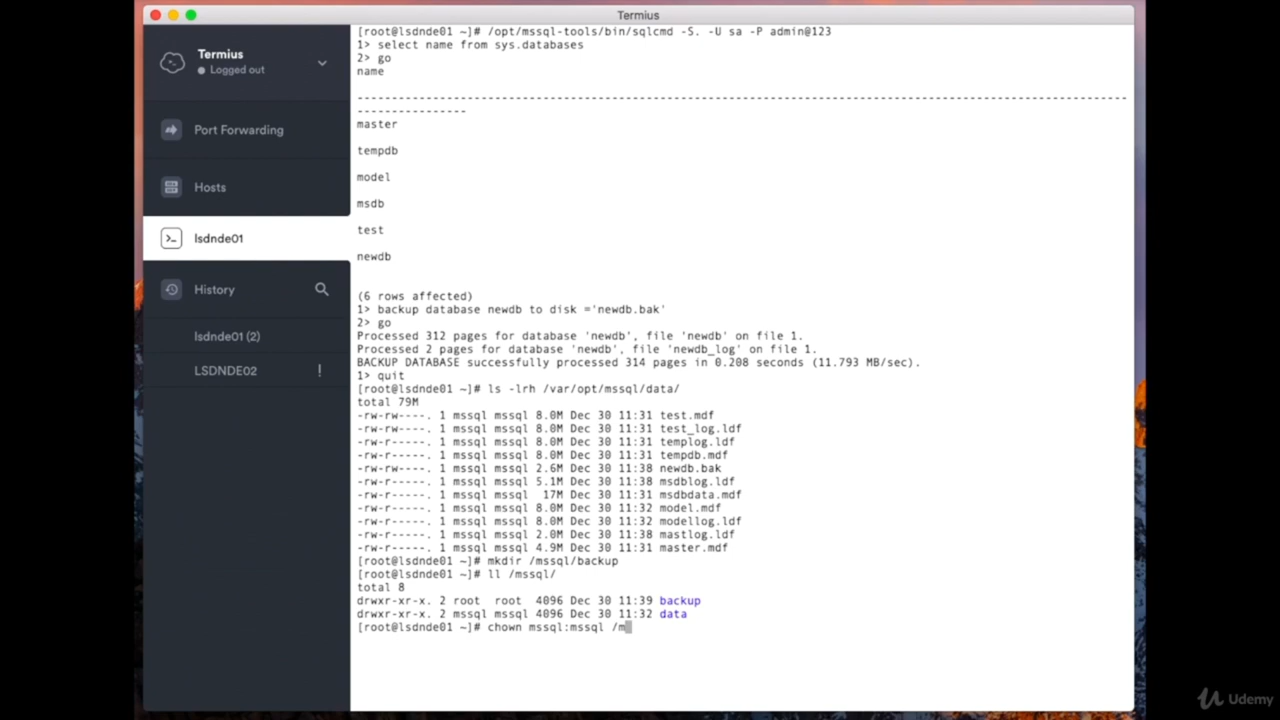 Termius
Termius
Logged out
Port Forwarding
Hosts
lsdnde01
History
lsdnde01 (2)
LSDNDE02 !
[root@lsdnde01 ~]# /opt/mssql-tools/bin/sqlcmd -S. -U sa -P admin@123
1> select name from sys.databases
2> go
name
-----------------------------------------------------------------------------------------------------------------
----------------
master
tempdb
model
msdb
test
newdb
(6 rows affected)
1> backup database newdb to disk ='newdb.bak'
2> go
Processed 312 pages for database 'newdb', file 'newdb' on file 1.
Processed 2 pages for database 'newdb', file 'newdb_log' on file 1.
BACKUP DATABASE successfully processed 314 pages in 0.208 seconds (11.793 MB/sec).
1> quit
[root@lsdnde01 ~]# ls -lrh /var/opt/mssql/data/
total 79M
-rw-rw----. 1 mssql mssql 8.0M Dec 30 11:31 test.mdf
-rw-rw----. 1 mssql mssql 8.0M Dec 30 11:31 test_log.ldf
-rw-r-----. 1 mssql mssql 8.0M Dec 30 11:31 templog.ldf
-rw-r-----. 1 mssql mssql 8.0M Dec 30 11:31 tempdb.mdf
-rw-rw----. 1 mssql mssql 2.6M Dec 30 11:38 newdb.bak
-rw-r-----. 1 mssql mssql 5.1M Dec 30 11:38 msdblog.ldf
-rw-r-----. 1 mssql mssql  17M Dec 30 11:31 msdbdata.mdf
-rw-r-----. 1 mssql mssql 8.0M Dec 30 11:32 model.mdf
-rw-r-----. 1 mssql mssql 8.0M Dec 30 11:32 modellog.ldf
-rw-r-----. 1 mssql mssql 2.0M Dec 30 11:38 mastlog.ldf
-rw-r-----. 1 mssql mssql 4.9M Dec 30 11:31 master.mdf
[root@lsdnde01 ~]# mkdir /mssql/backup
[root@lsdnde01 ~]# ll /mssql/
total 8
drwxr-xr-x. 2 root  root  4096 Dec 30 11:39 backup
drwxr-xr-x. 2 mssql mssql 4096 Dec 30 11:32 data
[root@lsdnde01 ~]# chown mssql:mssql /m
Udemy